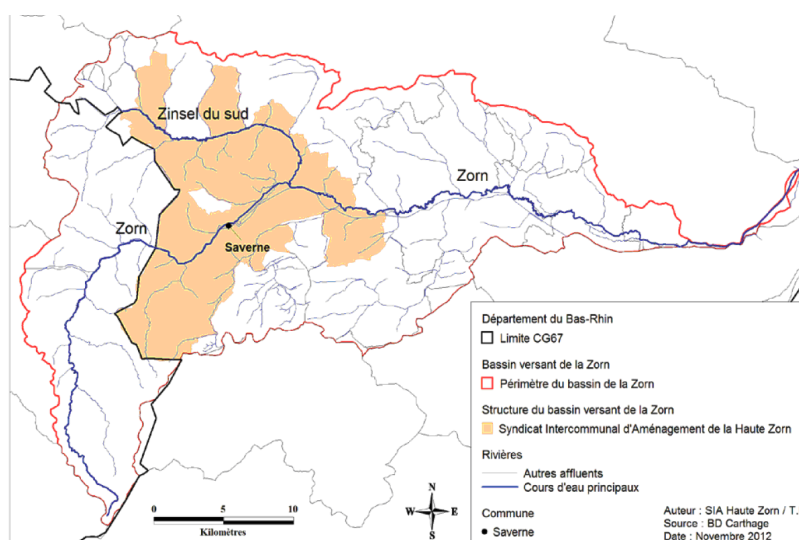 Zinsel du sud
Zorn
Zorn
Saverne
Département du Bas-Rhin
Limite CG67
Bassin versant de la Zorn
Périmètre du bassin de la Zorn
Structure du bassin versant de la Zorn
Syndicat Intercommunal d'Aménagement de la Haute Zorn
Rivières
Autres affluents
Cours d'eau principaux
Commune
Saverne
Auteur : SIA Haute Zorn / T.
Source : BD Carthage
Date : Novembre 2012
N
W E
S
0 5 10
Kilomètres